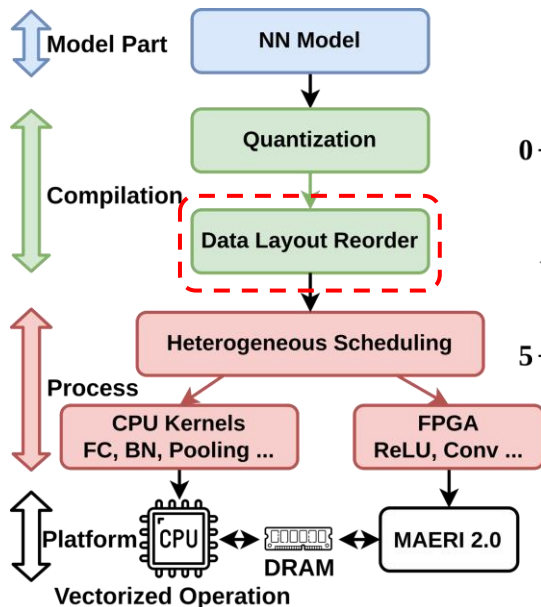 Model Part
NN Model
Quantization
0
Compilation
Data Layout Reorder
Heterogeneous Scheduling
5
Process
CPU Kernels
FC, BN, Pooling ...
FPGA
ReLU, Conv ...
Platform
CPU
DRAM
MAERI 2.0
Vectorized Operation